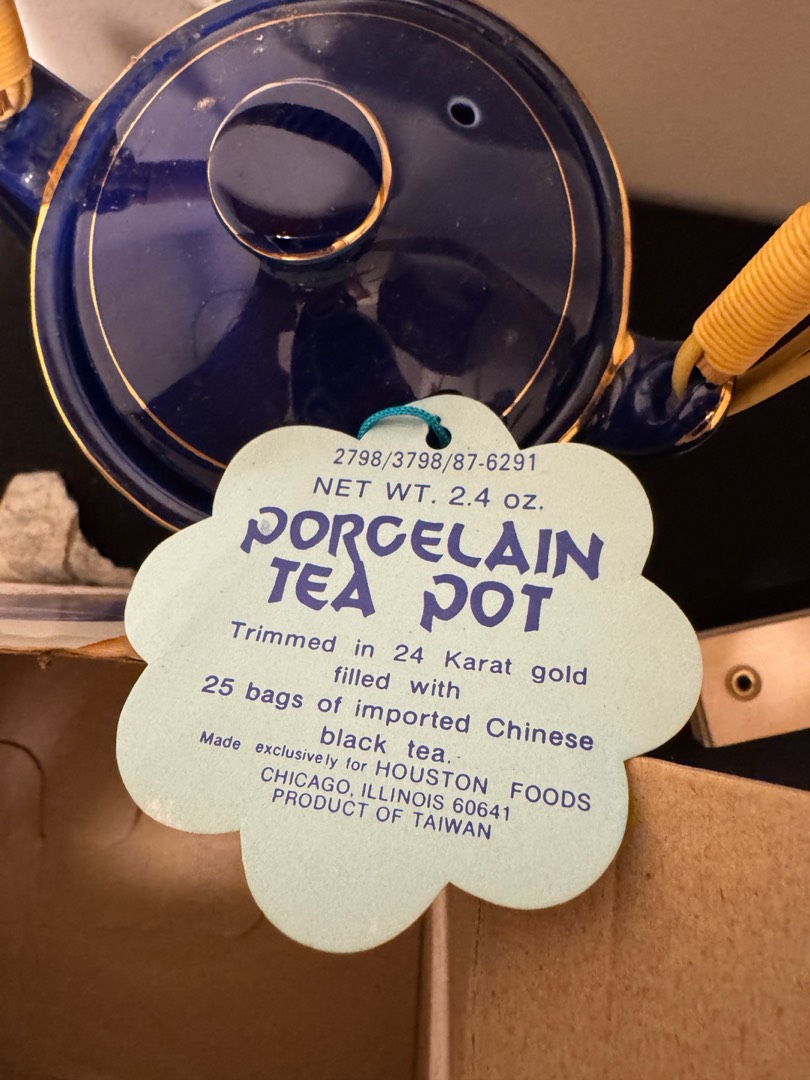 2798/3798/87-6291
NET WT. 2.4 oz.
PORCELAIN
TEA POT
Trimmed in 24 Karat gold
filled with
25 bags of imported Chinese
black tea.
Made exclusively for HOUSTON FOODS
CHICAGO, ILLINOIS 60641
PRODUCT OF TAIWAN